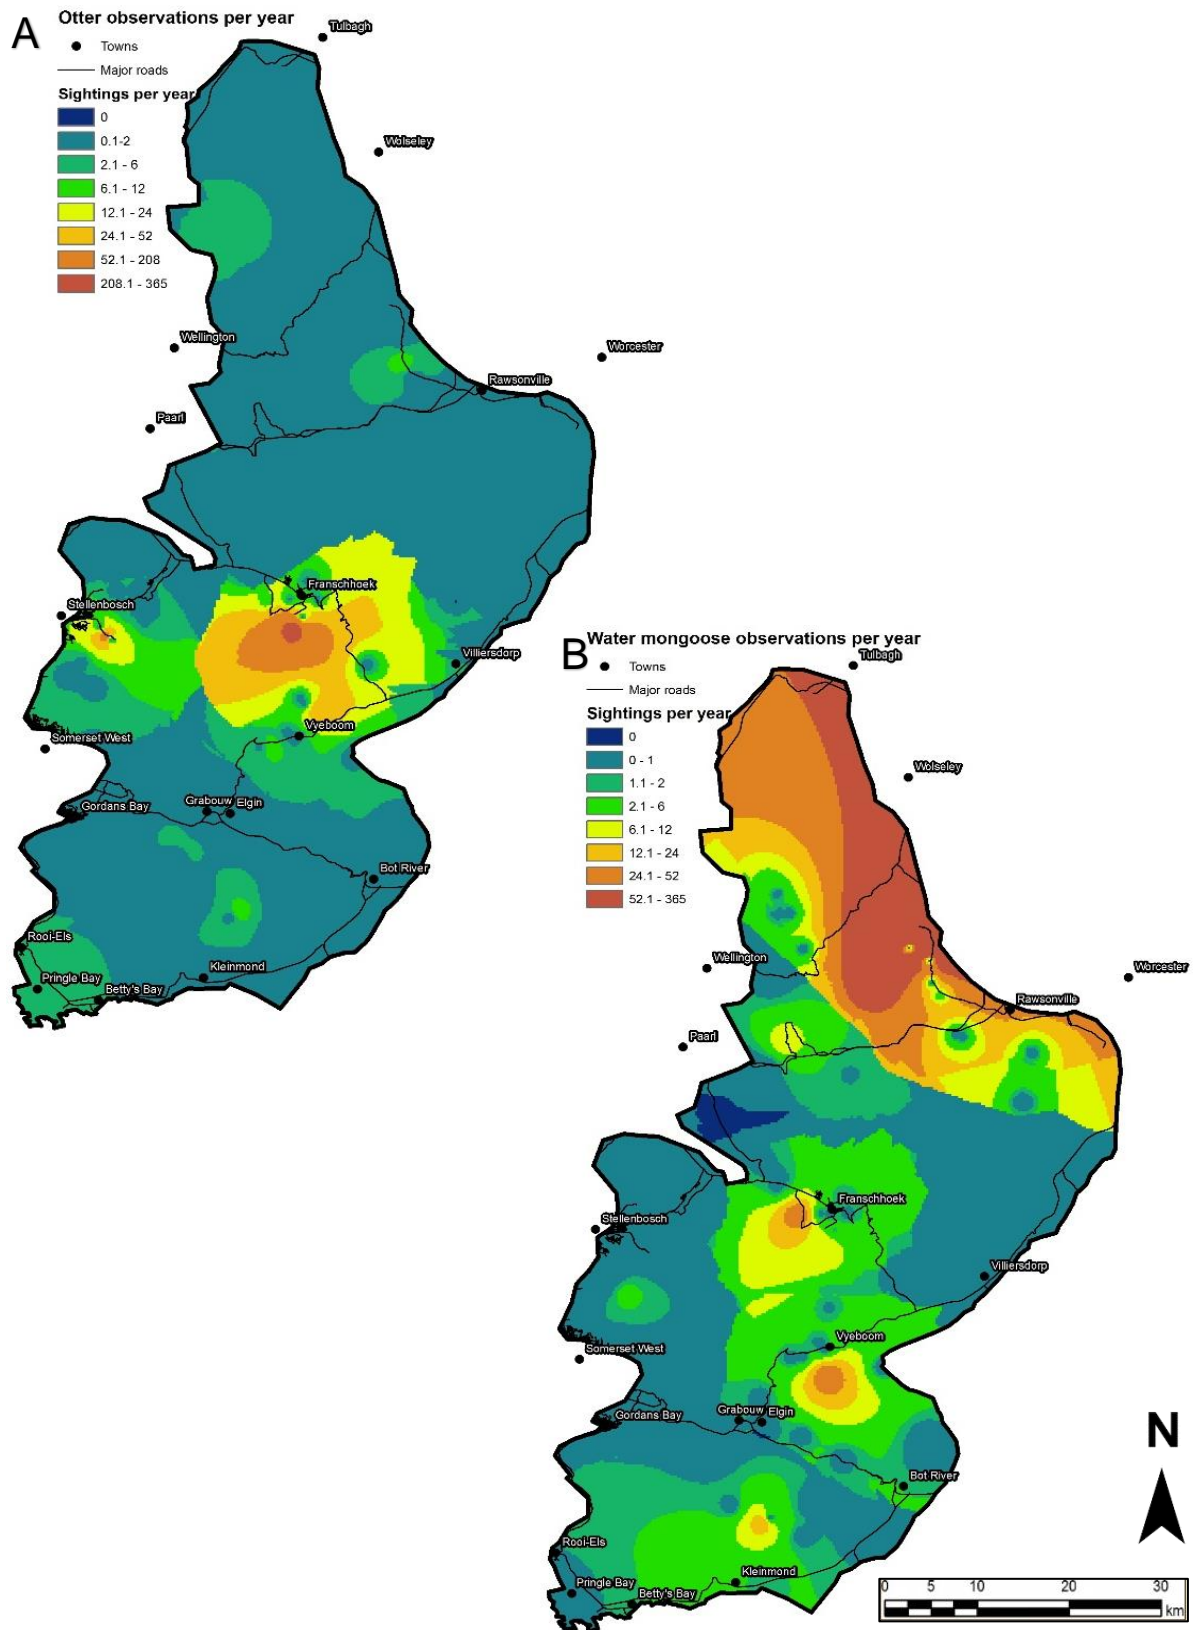 A
Otter observations per year
Towns
Major roads
Sightings per year
0
0.1-2
2.1 - 6
6.1 - 12
12.1 - 24
24.1 - 52
52.1 - 208
208.1 - 365
Tulbagh
Wolseley
Wellington
Worcester
Rawsonville
Paarl
Franschhoek
Stellenbosch
Villiersdorp
Vyeboom
Somerset West
Gordans Bay
Grabouw
Elgin
Bot River
Rooi-Els
Pringle Bay
Kleinmond
Betty's Bay
B
Water mongoose observations per year
Towns
Major roads
Sightings per year
0
0 - 1
1.1 - 2
2.1 - 6
6.1 - 12
12.1 - 24
24.1 - 52
52.1 - 365
Tulbagh
Wolseley
Wellington
Worcester
Rawsonville
Paarl
Franschhoek
Stellenbosch
Villiersdorp
Vyeboom
Somerset West
Gordans Bay
Grabouw
Elgin
Bot River
Rooi-Els
Pringle Bay
Kleinmond
Betty's Bay
N
0 5 10 20 30
km